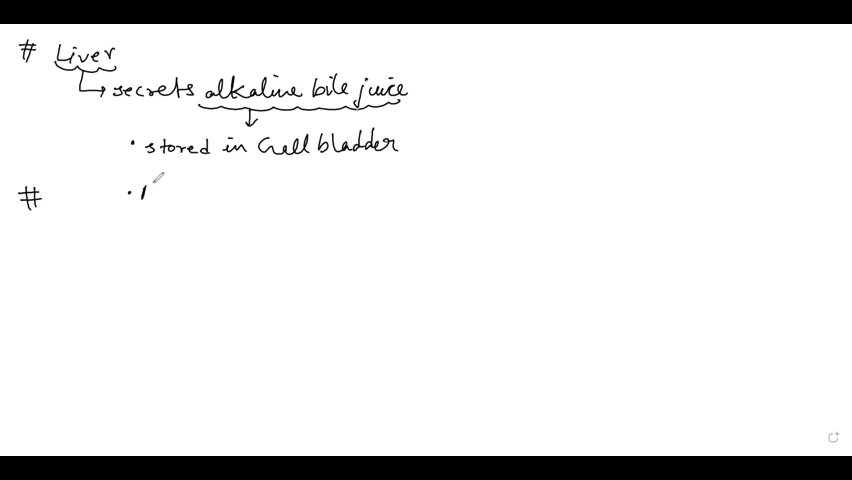 # Liver
↳ secrets alkaline bile juice
↓
• stored in Gall bladder
# •